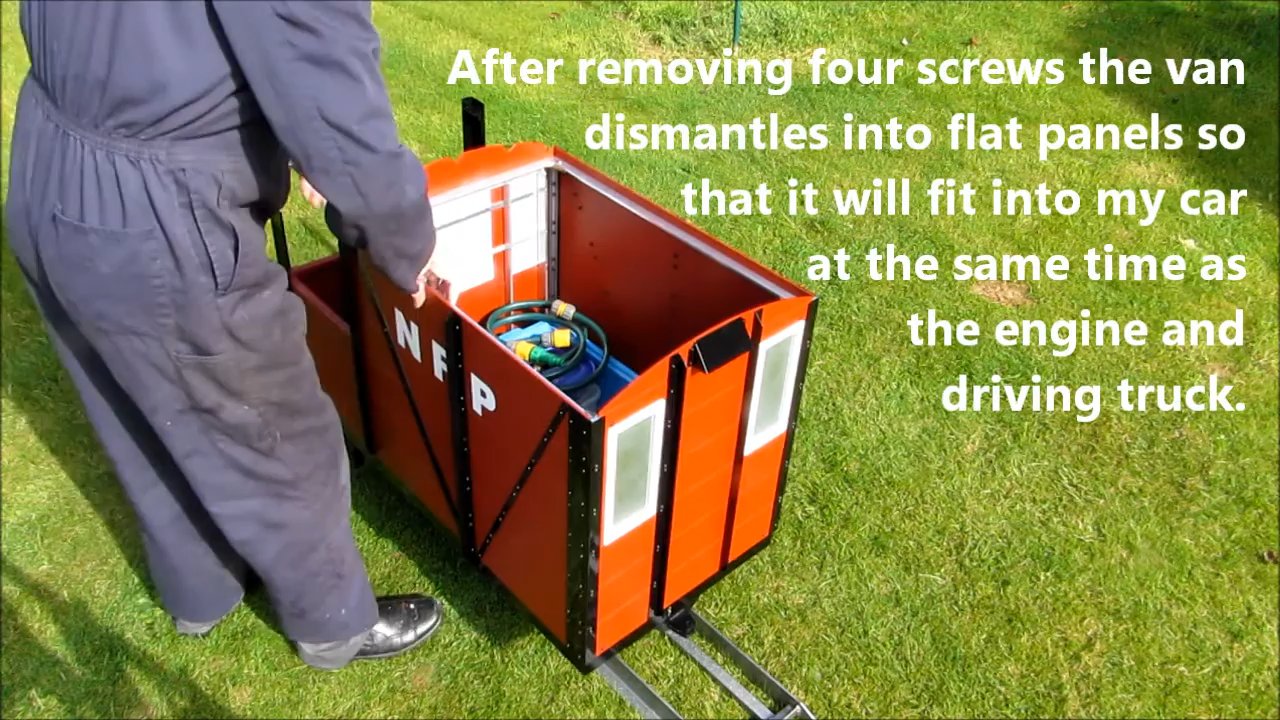 After removing four screws the van
dismantles into flat panels so
that it will fit into my car
at the same time as
the engine and
driving truck.
N F P